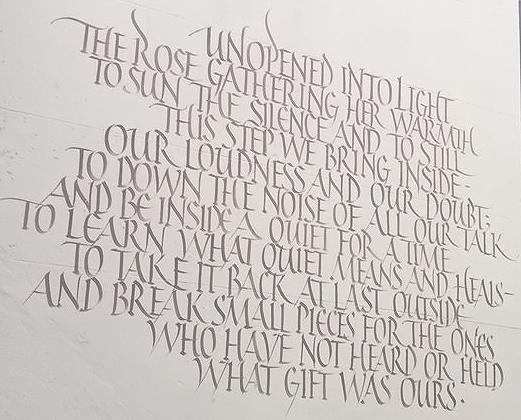 UNOPENED INTO LIGHT
THE ROSE GATHERING HER WARMTH
TO SUN THE SILENCE AND TO STILL
THIS STEP WE BRING INSIDE-
OUR LOUDNESS AND OUR DOUBT;
TO DOWN THE NOISE OF ALL OUR TALK
AND BE INSIDE A QUIET FOR A TIME
TO LEARN WHAT QUIET MEANS AND HEALS-
TO TAKE IT BACK AT LAST OUTSIDE
AND BREAK SMALL PIECES FOR THE ONES
WHO HAVE NOT HEARD OR HELD
WHAT GIFT WAS OURS.